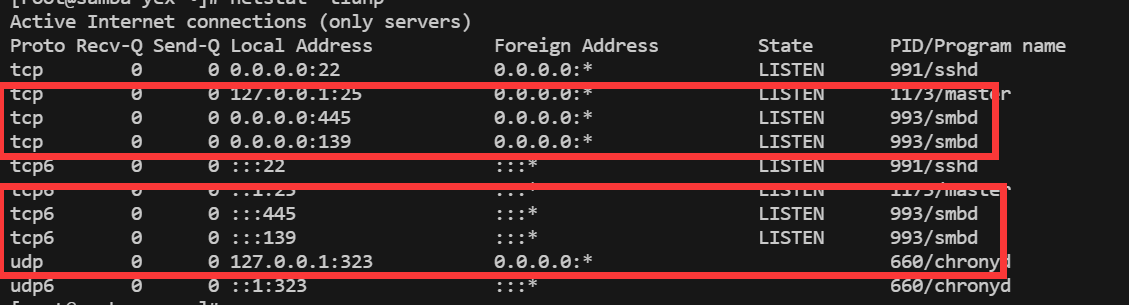 Active Internet connections (only servers)
Proto Recv-Q Send-Q Local Address Foreign Address State PID/Program name
tcp 0 0 0.0.0.0:22 0.0.0.0:* LISTEN 991/sshd
tcp 0 0 127.0.0.1:25 0.0.0.0:* LISTEN 1173/master
tcp 0 0 0.0.0.0:445 0.0.0.0:* LISTEN 993/smbd
tcp 0 0 0.0.0.0:139 0.0.0.0:* LISTEN 993/smbd
tcp6 0 0 :::22 :::* LISTEN 991/sshd
tcp6 0 0 ::1:25 :::* LISTEN 1173/master
tcp6 0 0 :::445 :::* LISTEN 993/smbd
tcp6 0 0 :::139 :::* LISTEN 993/smbd
udp 0 0 127.0.0.1:323 0.0.0.0:* 660/chronyd
udp6 0 0 ::1:323 :::* 660/chronyd